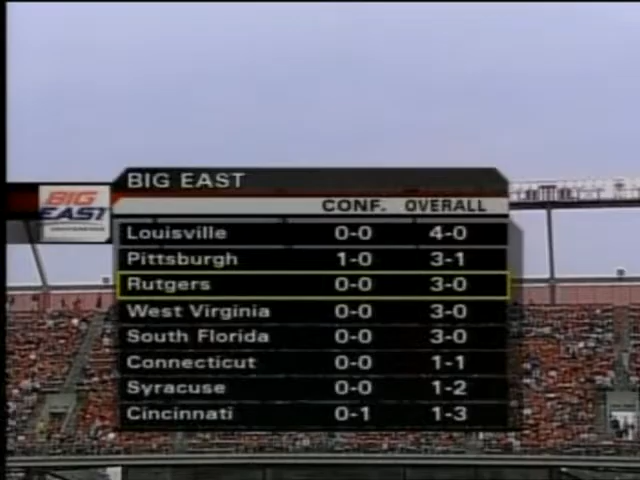 BIG EAST
BIG
EAST
CONFERENCE
CONF. OVERALL
Louisville 0-0 4-0
Pittsburgh 1-0 3-1
Rutgers 0-0 3-0
West Virginia 0-0 3-0
South Florida 0-0 3-0
Connecticut 0-0 1-1
Syracuse 0-0 1-2
Cincinnati 0-1 1-3